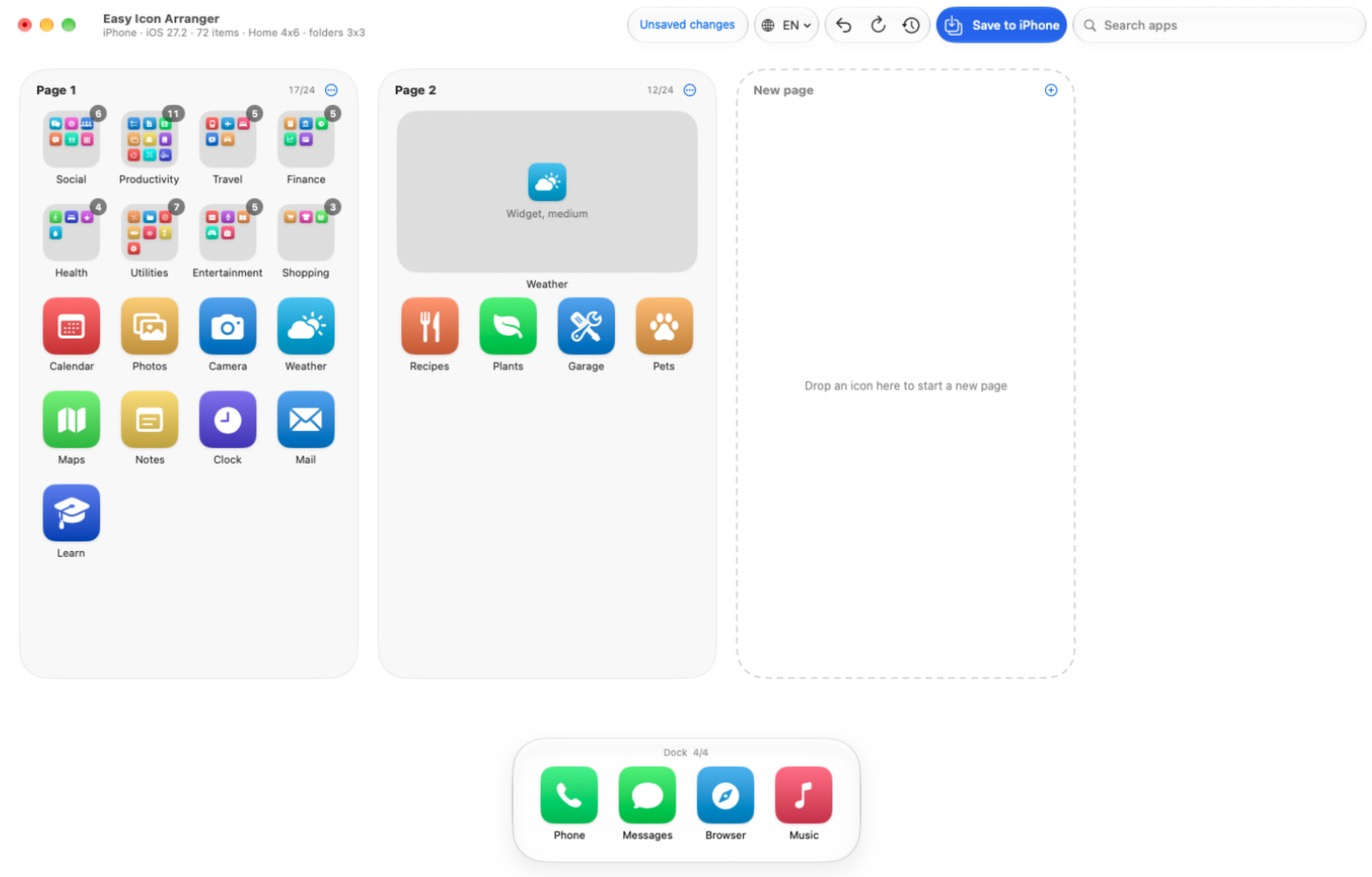 Easy Icon Arranger
iPhone · iOS 27.2 · 72 items · Home 4x6 · folders 3x3
Unsaved changes
EN
Save to iPhone
Search apps
Page 1
17/24
6
11
5
5
Social
Productivity
Travel
Finance
4
7
5
3
Health
Utilities
Entertainment
Shopping
Calendar
Photos
Camera
Weather
Maps
Notes
Clock
Mail
Learn
Page 2
12/24
Widget, medium
Weather
Recipes
Plants
Garage
Pets
New page
Drop an icon here to start a new page
Dock 4/4
Phone
Messages
Browser
Music